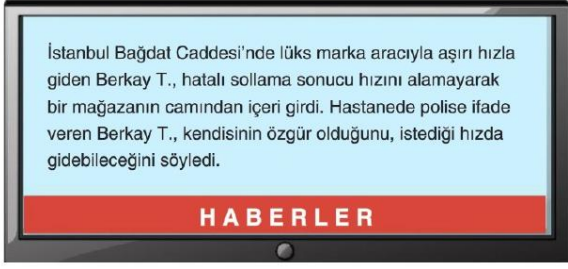 İstanbul Bağdat Caddesi'nde lüks marka aracıyla aşırı hızla
giden Berkay T., hatalı sollama sonucu hızını alamayarak
bir mağazanın camından içeri girdi. Hastanede polise ifade
veren Berkay T., kendisinin özgür olduğunu, istediği hızda
gidebileceğini söyledi.
HABERLER